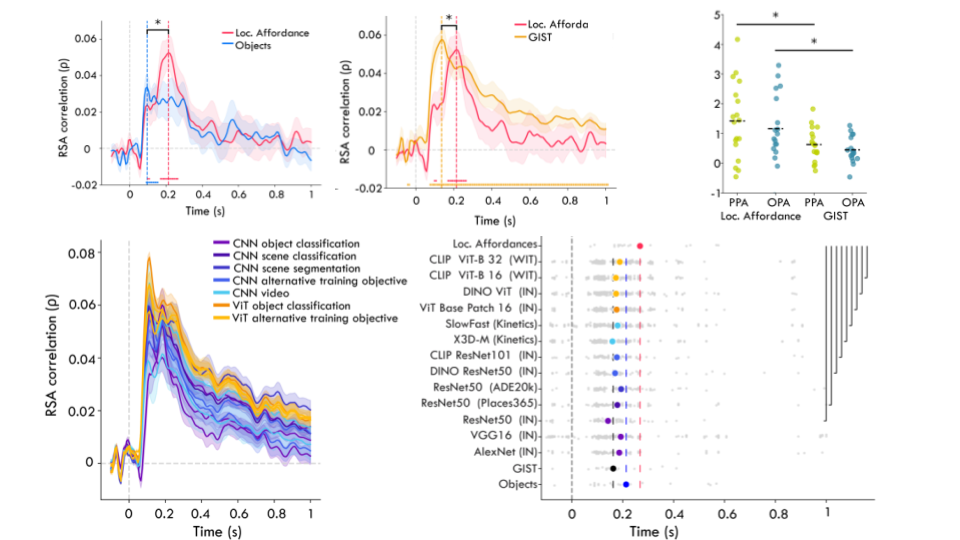 *
Loc. Affordance
Objects
RSA correlation (ρ)
0.06
0.04
0.02
0
-0.02
0 0.2 0.4 0.6 0.8 1.0
Time (s)
*
Loc. Afforda
GIST
RSA correlation (ρ)
0.06
0.04
0.02
0
-0.02
0 0.2 0.4 0.6 0.8 1.0
Time (s)
*
*
5
4
3
2
1
0
-1
PPA OPA PPA OPA
Loc. Affordance GIST
CNN object classification
CNN scene classification
CNN scene segmentation
CNN alternative training objective
CNN video
ViT object classification
ViT alternative training objective
RSA correlation (ρ)
0.08
0.06
0.04
0.02
0
0 0.2 0.4 0.6 0.8 1
Time (s)
Loc. Affordances
CLIP ViT-B 32 (WIT)
CLIP ViT-B 16 (WIT)
DINO ViT (IN)
ViT Base Patch 16 (IN)
SlowFast (Kinetics)
X3D-M (Kinetics)
CLIP ResNet101 (IN)
DINO ResNet50 (IN)
ResNet50 (ADE20k)
ResNet50 (Places365)
ResNet50 (IN)
VGG16 (IN)
AlexNet (IN)
GIST
Objects
0 0.2 0.4 0.6 0.8 1
Time (s)